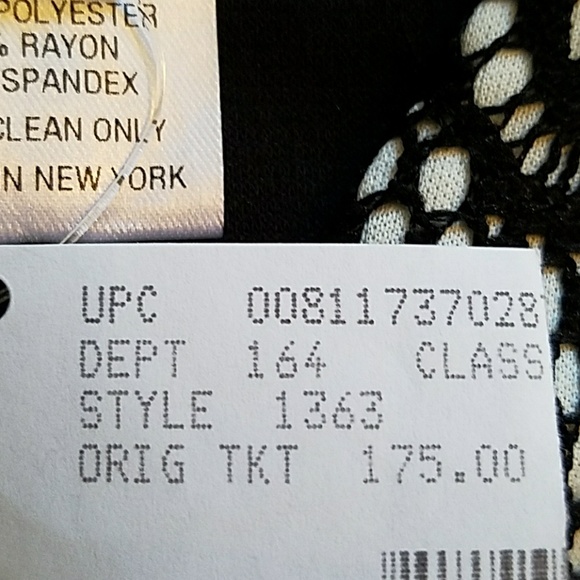 POLYESTER
% RAYON
SPANDEX
CLEAN ONLY
N NEW YORK
UPC 00811737028
DEPT 164 CLASS
STYLE 1363
ORIG TKT 175.00